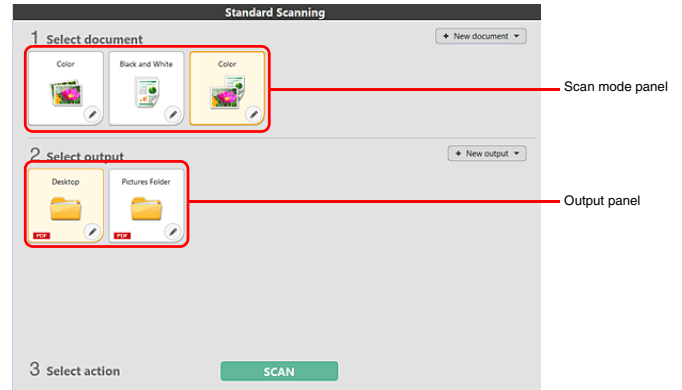 Standard Scanning
1 Select document
+ New document
Color
Black and White
Color
Scan mode panel
2 Select output
+ New output
Desktop
Pictures Folder
PDF
PDF
Output panel
3 Select action
SCAN